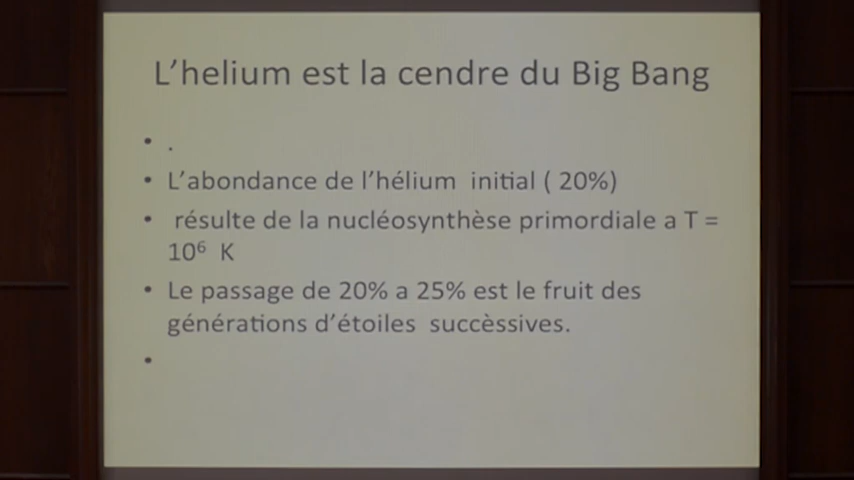 L'helium est la cendre du Big Bang
• .
• L'abondance de l'hélium initial ( 20%)
• résulte de la nucléosynthèse primordiale a T =
10⁶ K
• Le passage de 20% a 25% est le fruit des
générations d'étoiles succèssives.
•